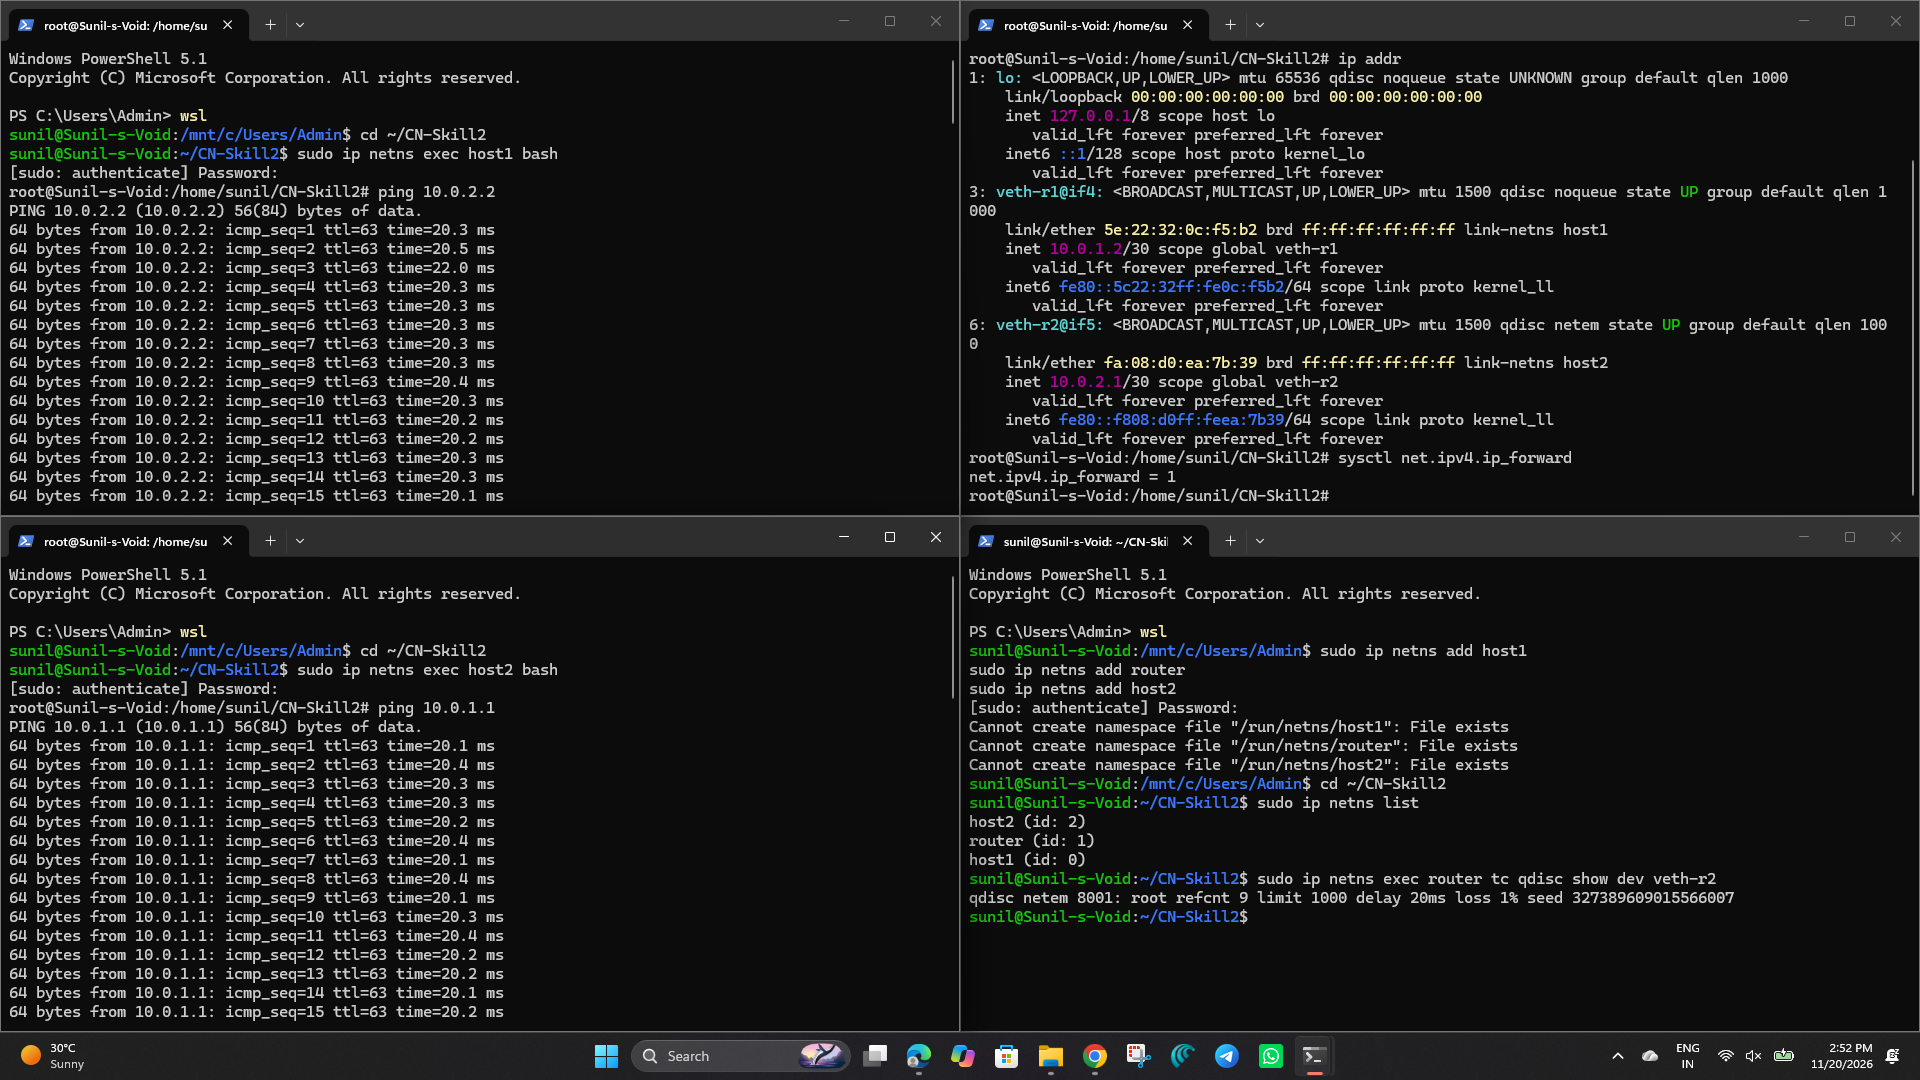 root@Sunil-s-Void: /home/su
Windows PowerShell 5.1
Copyright (C) Microsoft Corporation. All rights reserved.
PS C:\Users\Admin> wsl
sunil@Sunil-s-Void:/mnt/c/Users/Admin$ cd ~/CN-Skill2
sunil@Sunil-s-Void:~/CN-Skill2$ sudo ip netns exec host1 bash
[sudo: authenticate] Password:
root@Sunil-s-Void:/home/sunil/CN-Skill2# ping 10.0.2.2
PING 10.0.2.2 (10.0.2.2) 56(84) bytes of data.
64 bytes from 10.0.2.2: icmp_seq=1 ttl=63 time=20.3 ms
64 bytes from 10.0.2.2: icmp_seq=2 ttl=63 time=20.5 ms
64 bytes from 10.0.2.2: icmp_seq=3 ttl=63 time=22.0 ms
64 bytes from 10.0.2.2: icmp_seq=4 ttl=63 time=20.3 ms
64 bytes from 10.0.2.2: icmp_seq=5 ttl=63 time=20.3 ms
64 bytes from 10.0.2.2: icmp_seq=6 ttl=63 time=20.3 ms
64 bytes from 10.0.2.2: icmp_seq=7 ttl=63 time=20.3 ms
64 bytes from 10.0.2.2: icmp_seq=8 ttl=63 time=20.3 ms
64 bytes from 10.0.2.2: icmp_seq=9 ttl=63 time=20.4 ms
64 bytes from 10.0.2.2: icmp_seq=10 ttl=63 time=20.3 ms
64 bytes from 10.0.2.2: icmp_seq=11 ttl=63 time=20.2 ms
64 bytes from 10.0.2.2: icmp_seq=12 ttl=63 time=20.2 ms
64 bytes from 10.0.2.2: icmp_seq=13 ttl=63 time=20.3 ms
64 bytes from 10.0.2.2: icmp_seq=14 ttl=63 time=20.3 ms
64 bytes from 10.0.2.2: icmp_seq=15 ttl=63 time=20.1 ms
root@Sunil-s-Void: /home/su
root@Sunil-s-Void:/home/sunil/CN-Skill2# ip addr
1: lo: <LOOPBACK,UP,LOWER_UP> mtu 65536 qdisc noqueue state UNKNOWN group default qlen 1000
link/loopback 00:00:00:00:00:00 brd 00:00:00:00:00:00
inet 127.0.0.1/8 scope host lo
valid_lft forever preferred_lft forever
inet6 ::1/128 scope host proto kernel_lo
valid_lft forever preferred_lft forever
3: veth-r1@if4: <BROADCAST,MULTICAST,UP,LOWER_UP> mtu 1500 qdisc noqueue state UP group default qlen 1
000
link/ether 5e:22:32:0c:f5:b2 brd ff:ff:ff:ff:ff:ff link-netns host1
inet 10.0.1.2/30 scope global veth-r1
valid_lft forever preferred_lft forever
inet6 fe80::5c22:32ff:fe0c:f5b2/64 scope link proto kernel_ll
valid_lft forever preferred_lft forever
6: veth-r2@if5: <BROADCAST,MULTICAST,UP,LOWER_UP> mtu 1500 qdisc netem state UP group default qlen 100
0
link/ether fa:08:d0:ea:7b:39 brd ff:ff:ff:ff:ff:ff link-netns host2
inet 10.0.2.1/30 scope global veth-r2
valid_lft forever preferred_lft forever
inet6 fe80::f808:d0ff:feea:7b39/64 scope link proto kernel_ll
valid_lft forever preferred_lft forever
root@Sunil-s-Void:/home/sunil/CN-Skill2# sysctl net.ipv4.ip_forward
net.ipv4.ip_forward = 1
root@Sunil-s-Void:/home/sunil/CN-Skill2#
root@Sunil-s-Void: /home/su
Windows PowerShell 5.1
Copyright (C) Microsoft Corporation. All rights reserved.
PS C:\Users\Admin> wsl
sunil@Sunil-s-Void:/mnt/c/Users/Admin$ cd ~/CN-Skill2
sunil@Sunil-s-Void:~/CN-Skill2$ sudo ip netns exec host2 bash
[sudo: authenticate] Password:
root@Sunil-s-Void:/home/sunil/CN-Skill2# ping 10.0.1.1
PING 10.0.1.1 (10.0.1.1) 56(84) bytes of data.
64 bytes from 10.0.1.1: icmp_seq=1 ttl=63 time=20.1 ms
64 bytes from 10.0.1.1: icmp_seq=2 ttl=63 time=20.4 ms
64 bytes from 10.0.1.1: icmp_seq=3 ttl=63 time=20.3 ms
64 bytes from 10.0.1.1: icmp_seq=4 ttl=63 time=20.3 ms
64 bytes from 10.0.1.1: icmp_seq=5 ttl=63 time=20.2 ms
64 bytes from 10.0.1.1: icmp_seq=6 ttl=63 time=20.4 ms
64 bytes from 10.0.1.1: icmp_seq=7 ttl=63 time=20.1 ms
64 bytes from 10.0.1.1: icmp_seq=8 ttl=63 time=20.4 ms
64 bytes from 10.0.1.1: icmp_seq=9 ttl=63 time=20.1 ms
64 bytes from 10.0.1.1: icmp_seq=10 ttl=63 time=20.3 ms
64 bytes from 10.0.1.1: icmp_seq=11 ttl=63 time=20.4 ms
64 bytes from 10.0.1.1: icmp_seq=12 ttl=63 time=20.2 ms
64 bytes from 10.0.1.1: icmp_seq=13 ttl=63 time=20.2 ms
64 bytes from 10.0.1.1: icmp_seq=14 ttl=63 time=20.1 ms
64 bytes from 10.0.1.1: icmp_seq=15 ttl=63 time=20.2 ms
sunil@Sunil-s-Void: ~/CN-Ski
Windows PowerShell 5.1
Copyright (C) Microsoft Corporation. All rights reserved.
PS C:\Users\Admin> wsl
sunil@Sunil-s-Void:/mnt/c/Users/Admin$ sudo ip netns add host1
sudo ip netns add router
sudo ip netns add host2
[sudo: authenticate] Password:
Cannot create namespace file "/run/netns/host1": File exists
Cannot create namespace file "/run/netns/router": File exists
Cannot create namespace file "/run/netns/host2": File exists
sunil@Sunil-s-Void:/mnt/c/Users/Admin$ cd ~/CN-Skill2
sunil@Sunil-s-Void:~/CN-Skill2$ sudo ip netns list
host2 (id: 2)
router (id: 1)
host1 (id: 0)
sunil@Sunil-s-Void:~/CN-Skill2$ sudo ip netns exec router tc qdisc show dev veth-r2
qdisc netem 8001: root refcnt 9 limit 1000 delay 20ms loss 1% seed 327389609015566007
sunil@Sunil-s-Void:~/CN-Skill2$
30°C
Sunny
Search
ENG
IN
2:52 PM
11/20/2026